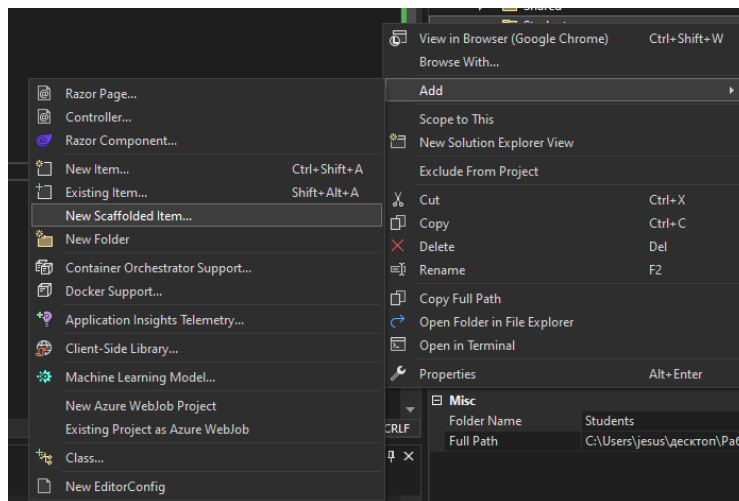 Shared
Students
View in Browser (Google Chrome) Ctrl+Shift+W
Browse With...
Add
Scope to This
New Solution Explorer View
Exclude From Project
Cut Ctrl+X
Copy Ctrl+C
Delete Del
Rename F2
Copy Full Path
Open Folder in File Explorer
Open in Terminal
Properties Alt+Enter
Razor Page...
Controller...
Razor Component...
New Item... Ctrl+Shift+A
Existing Item... Shift+Alt+A
New Scaffolded Item...
New Folder
Container Orchestrator Support...
Docker Support...
Application Insights Telemetry...
Client-Side Library...
Machine Learning Model...
New Azure WebJob Project
Existing Project as Azure WebJob
Class...
New EditorConfig
CRLF
Misc
Folder Name Students
Full Path C:\Users\jesus\десктоп\Раб